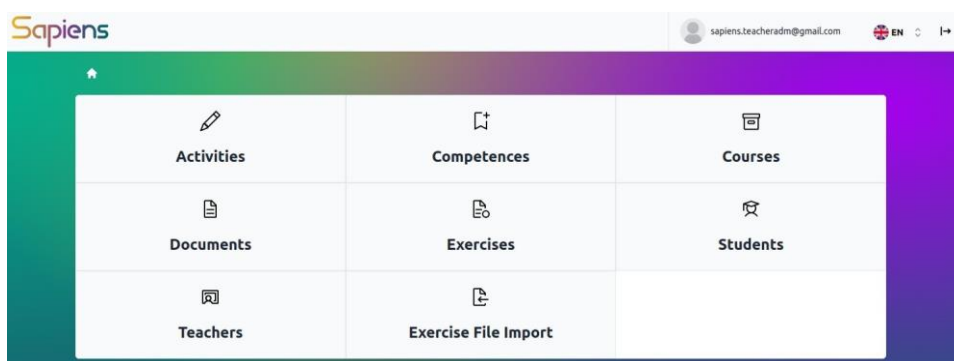 Sapiens
sapiens.teacheradm@gmail.com
EN
Activities
Competences
Courses
Documents
Exercises
Students
Teachers
Exercise File Import